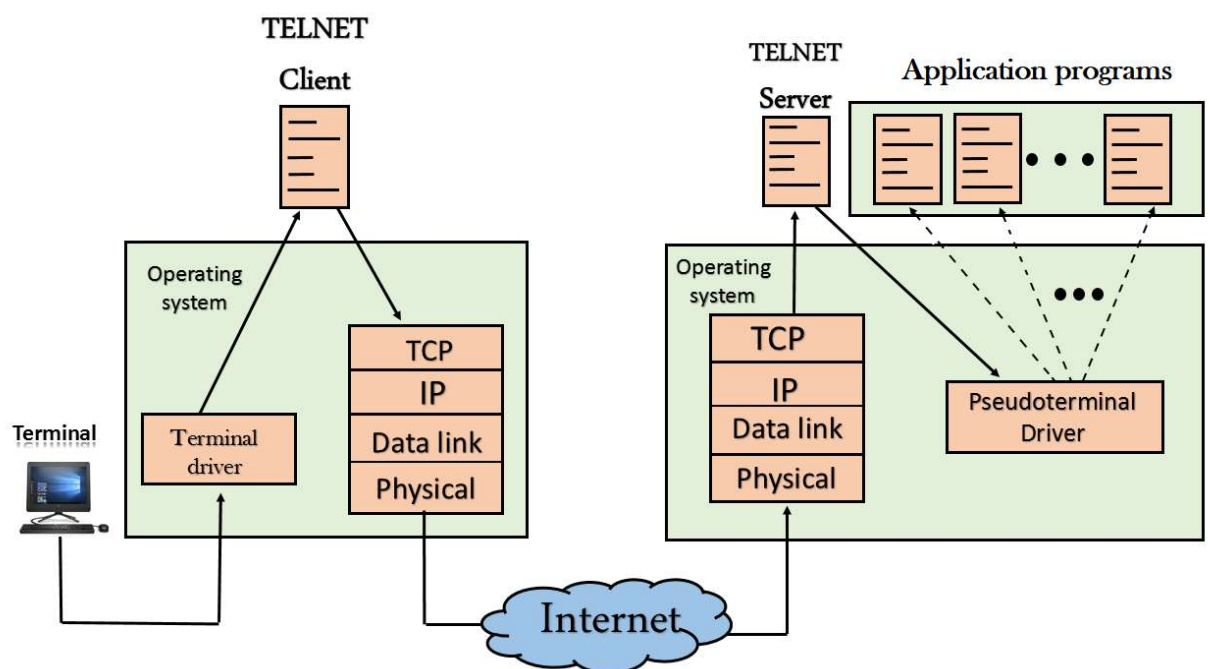 TELNET
Client
TELNET
Server
Application programs
Operating
system
TCP
IP
Data link
Physical
Terminal
driver
Terminal
Operating
system
TCP
IP
Data link
Physical
Pseudoterminal
Driver
Internet